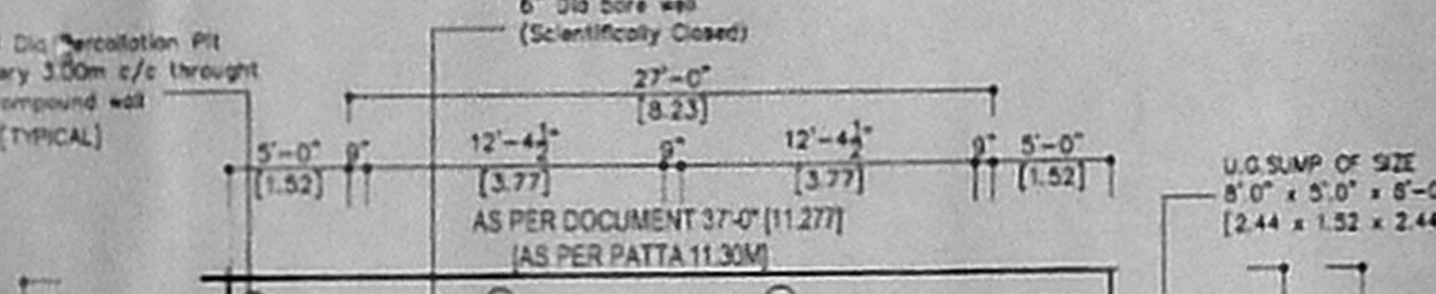 6" Dia bore well
(Scientifically Closed)
Dia Percollation Pit
3.00m c/c throught
compound wall
[TYPICAL]
27'-0"
[8.23]
5'-0" 9" 12'-4½" 9" 12'-4½" 9" 5'-0"
[1.52] [3.77] [3.77] [1.52]
AS PER DOCUMENT 37'-0" [11.277]
[AS PER PATTA 11.30M]
U.G.SUMP OF SIZE
8'.0" x 5'.0" x 8'-0
[2.44 x 1.52 x 2.44